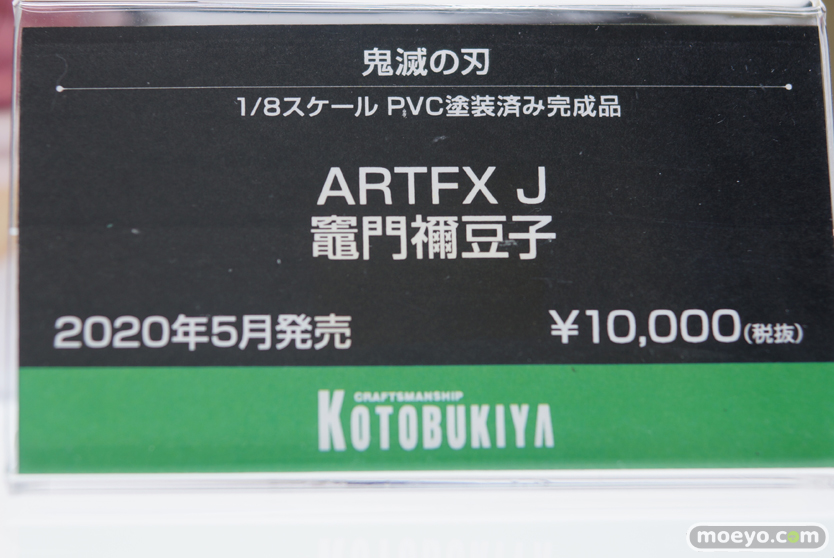 鬼滅の刃
1/8スケール PVC塗装済み完成品
ARTFX J
竈門禰豆子
2020年5月発売 ¥10,000(税抜)
CRAFTSMANSHIP
KOTOBUKIYA
moeyo.com